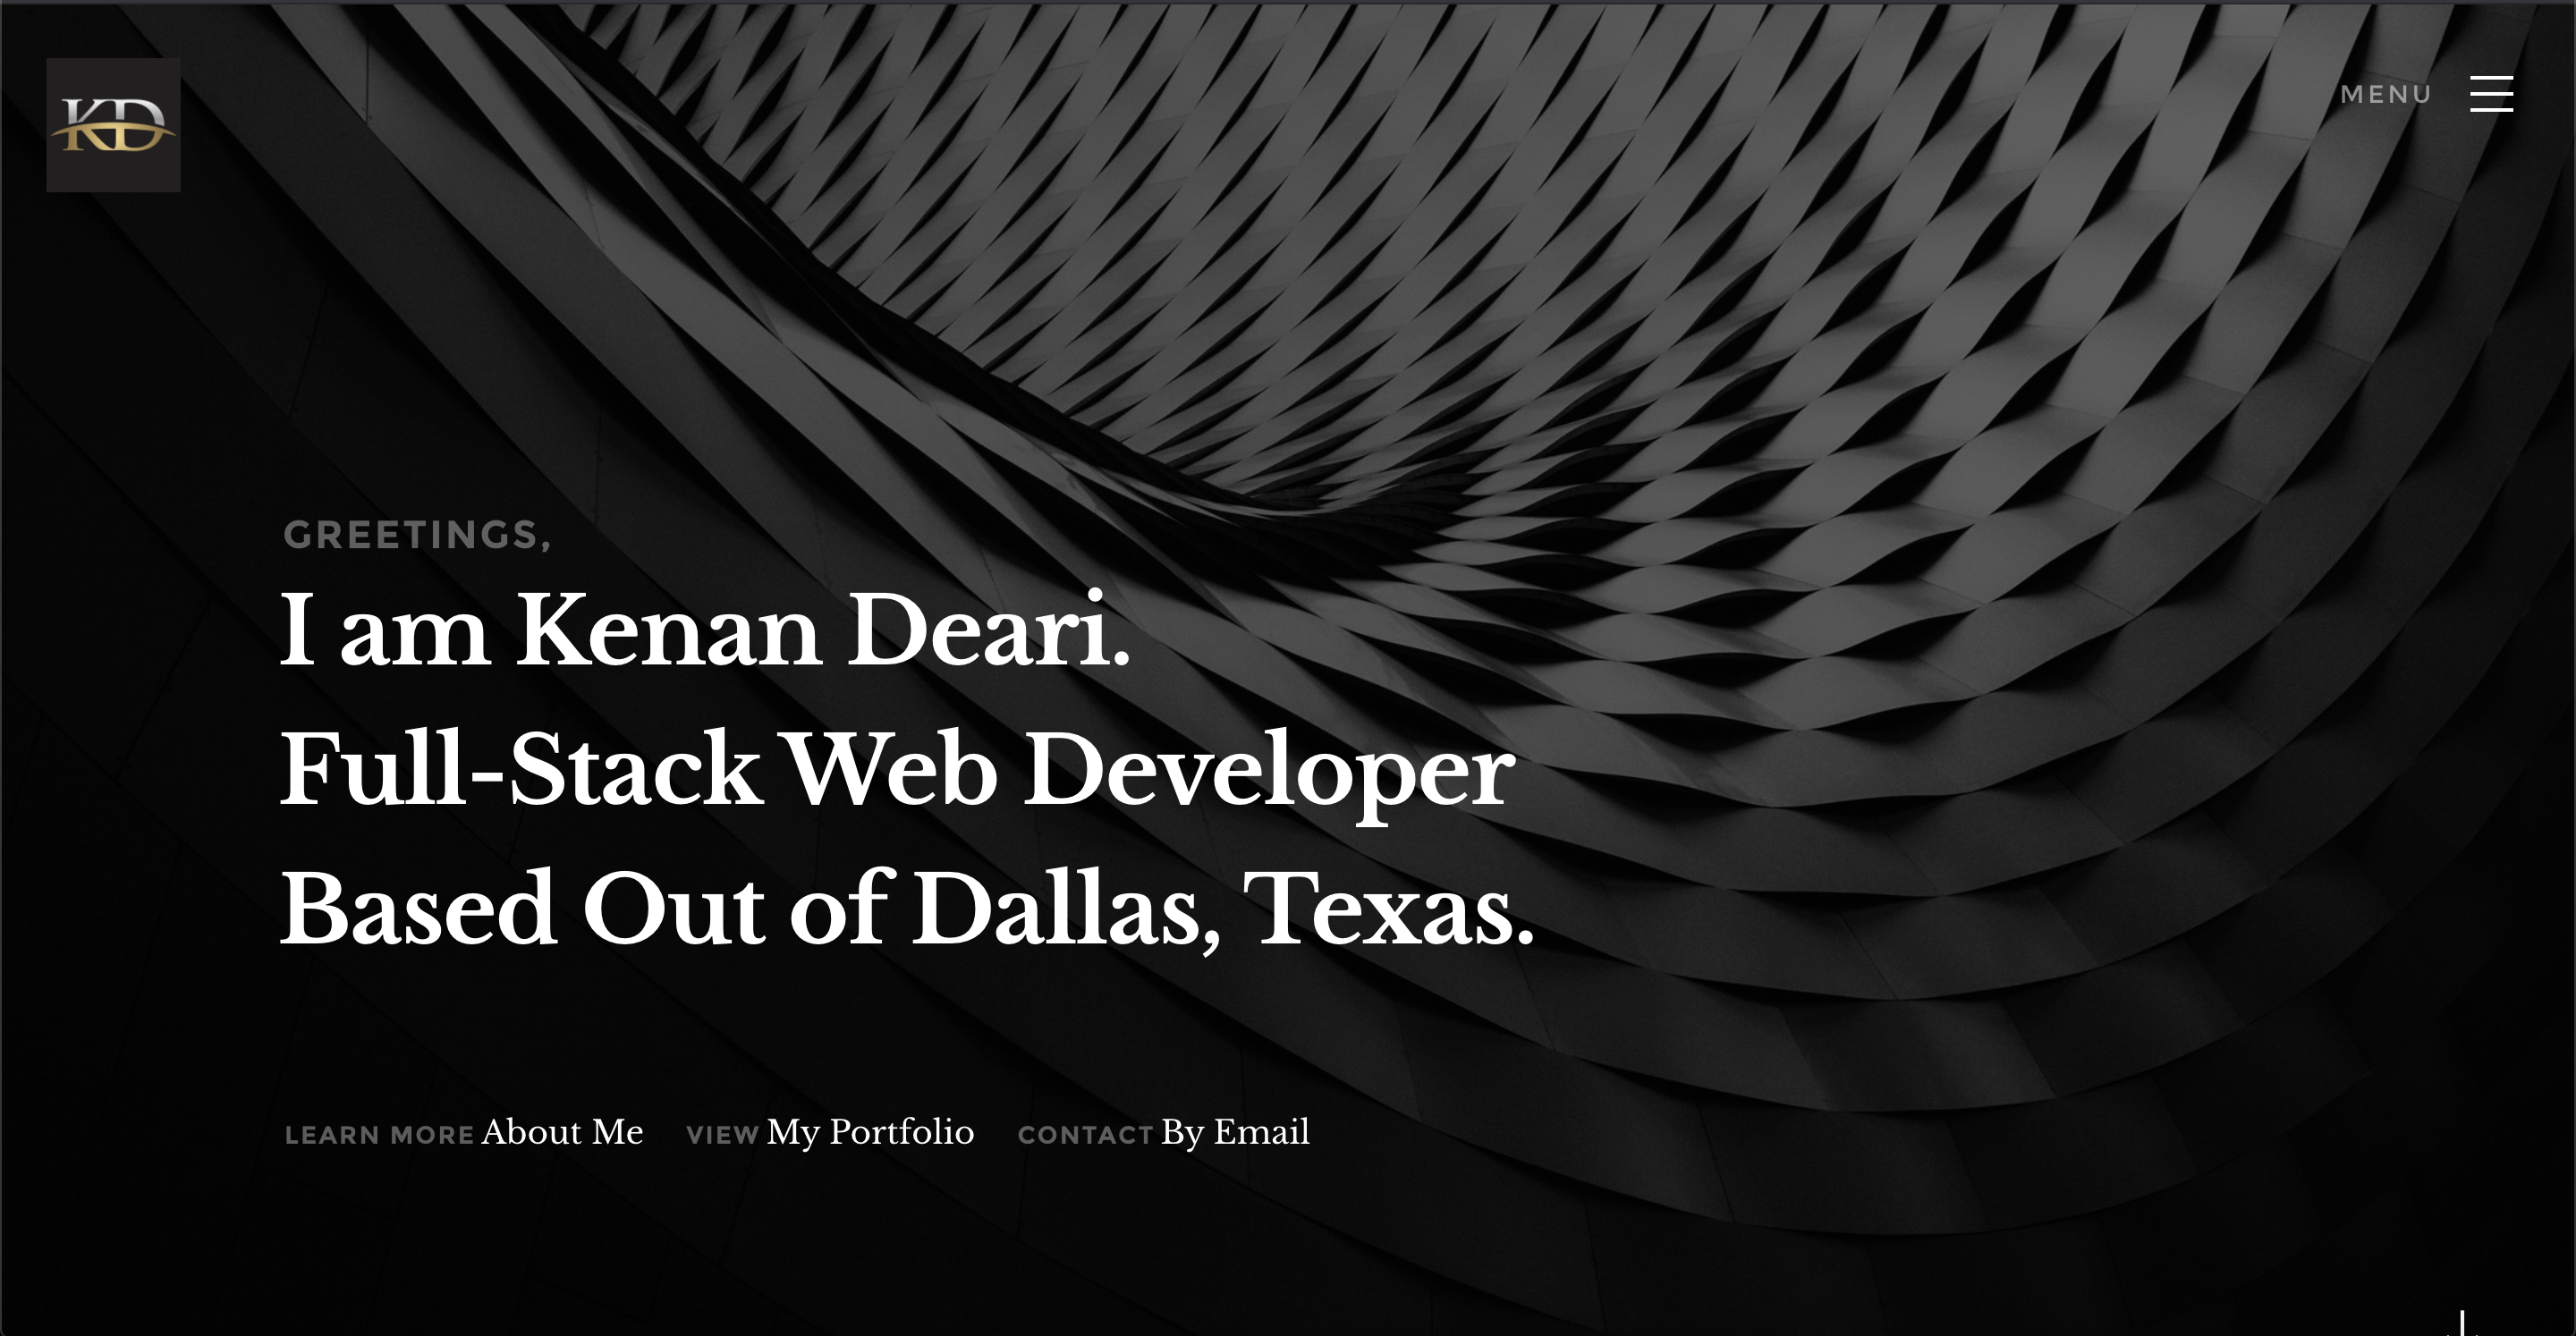 KD
MENU
GREETINGS,
I am Kenan Deari.
Full-Stack Web Developer
Based Out of Dallas, Texas.
LEARN MORE About Me VIEW My Portfolio CONTACT By Email